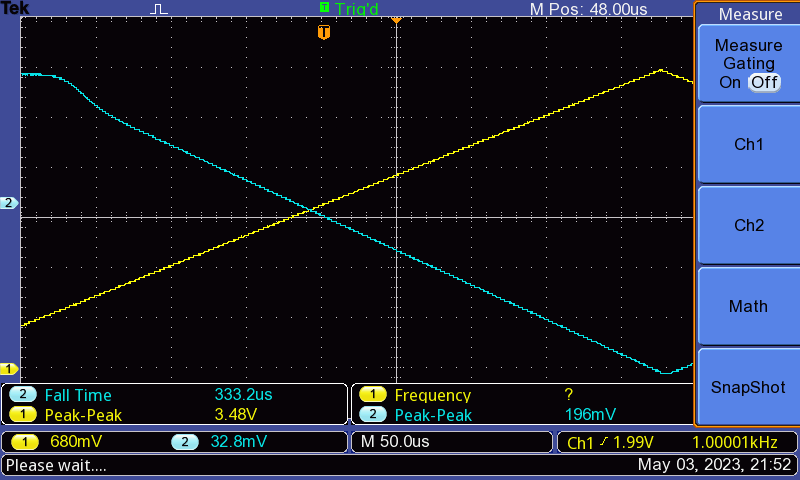 Tek T Trig'd M Pos: 48.00us
T
Measure
Measure
Gating
On Off
Ch1
Ch2
Math
SnapShot
2
1
2 Fall Time 333.2us
1 Peak-Peak 3.48V
1 Frequency ?
2 Peak-Peak 196mV
1 680mV 2 32.8mV M 50.0us Ch1 1.99V 1.00001kHz
Please wait.... May 03, 2023, 21:52